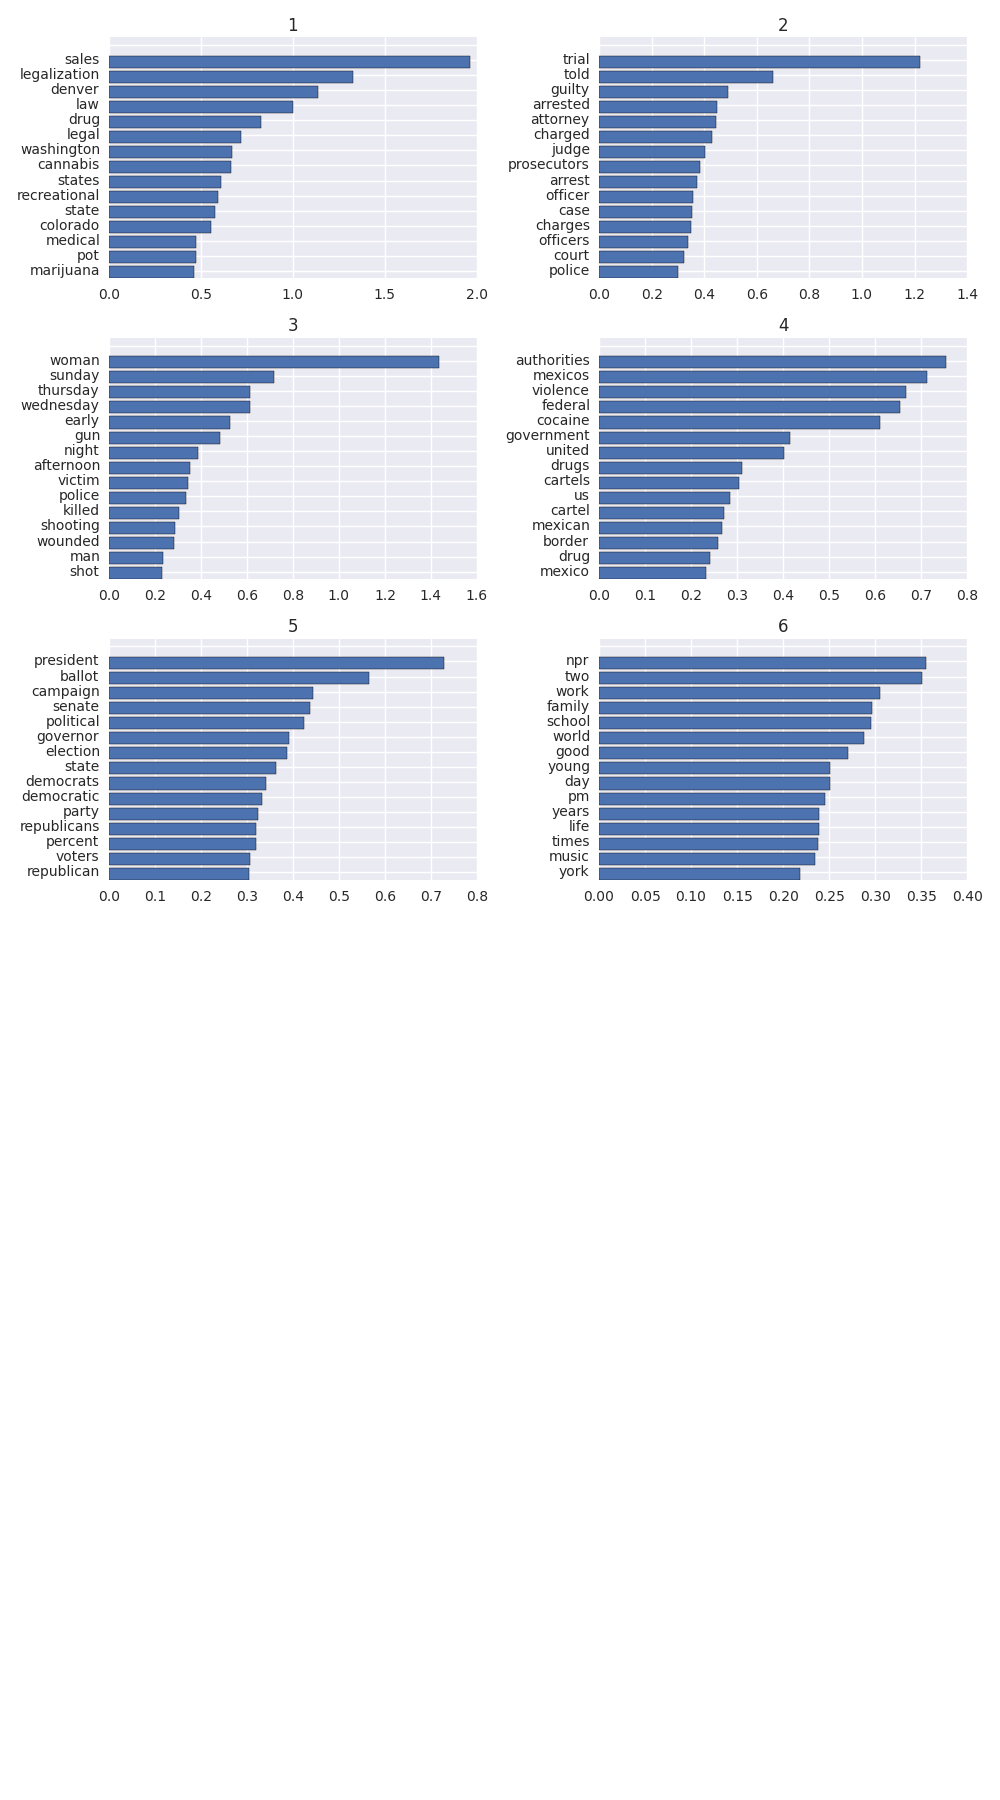 1
sales
legalization
denver
law
drug
legal
washington
cannabis
states
recreational
state
colorado
medical
pot
marijuana
0.0 0.5 1.0 1.5 2.0
2
trial
told
guilty
arrested
attorney
charged
judge
prosecutors
arrest
officer
case
charges
officers
court
police
0.0 0.2 0.4 0.6 0.8 1.0 1.2 1.4
3
woman
sunday
thursday
wednesday
early
gun
night
afternoon
victim
police
killed
shooting
wounded
man
shot
0.0 0.2 0.4 0.6 0.8 1.0 1.2 1.4 1.6
4
authorities
mexicos
violence
federal
cocaine
government
united
drugs
cartels
us
cartel
mexican
border
drug
mexico
0.0 0.1 0.2 0.3 0.4 0.5 0.6 0.7 0.8
5
president
ballot
campaign
senate
political
governor
election
state
democrats
democratic
party
republicans
percent
voters
republican
0.0 0.1 0.2 0.3 0.4 0.5 0.6 0.7 0.8
6
npr
two
work
family
school
world
good
young
day
pm
years
life
times
music
york
0.00 0.05 0.10 0.15 0.20 0.25 0.30 0.35 0.40